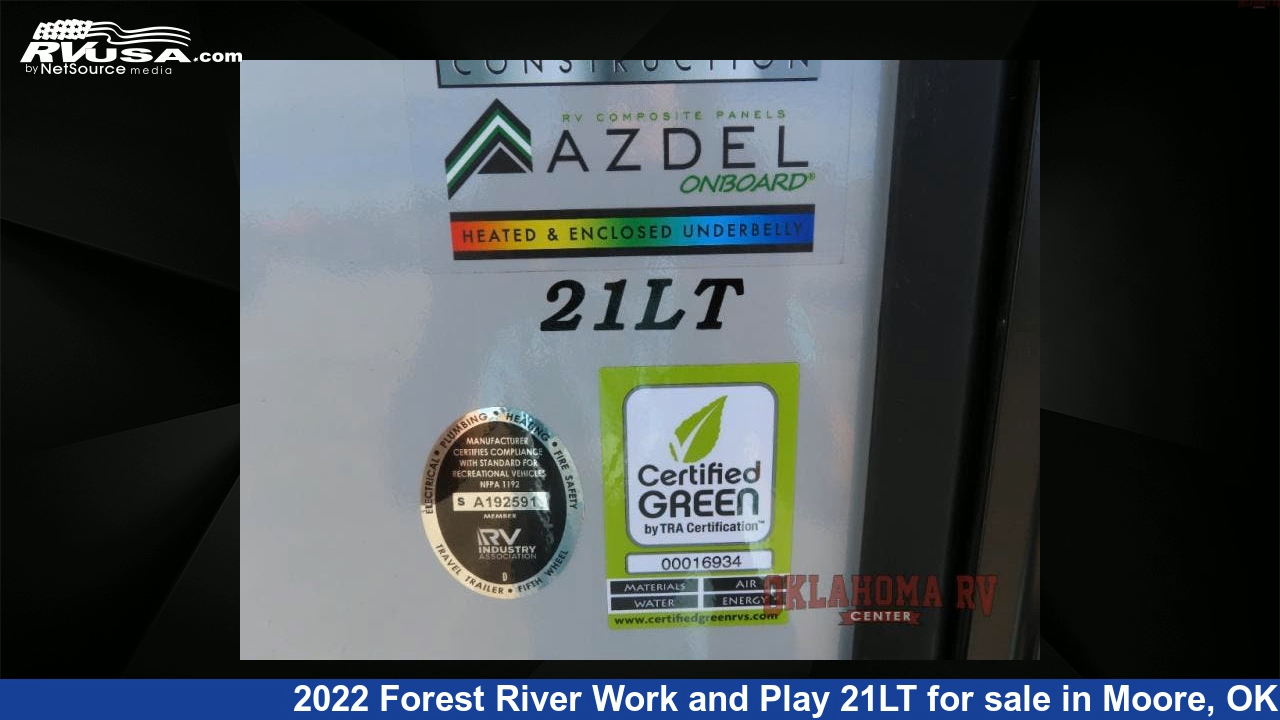 RVUSA.com
by NetSource media
CONSTRUCTION
RV COMPOSITE PANELS
AZDEL
ONBOARD®
HEATED & ENCLOSED UNDERBELLY
21LT
ELECTRICAL • PLUMBING • HEATING • FIRE SAFETY
MANUFACTURER
CERTIFIES COMPLIANCE
WITH STANDARD FOR
RECREATIONAL VEHICLES
NFPA 1192
S A192591
MEMBER
RV
INDUSTRY
ASSOCIATION
D
TRAVEL TRAILER • FIFTH WHEEL
Certified
GREEN
by TRA Certification™
00016934
MATERIALS AIR
WATER ENERGY
www.certifiedgreenrvs.com
OKLAHOMA RV
CENTER
2022 Forest River Work and Play 21LT for sale in Moore, OK